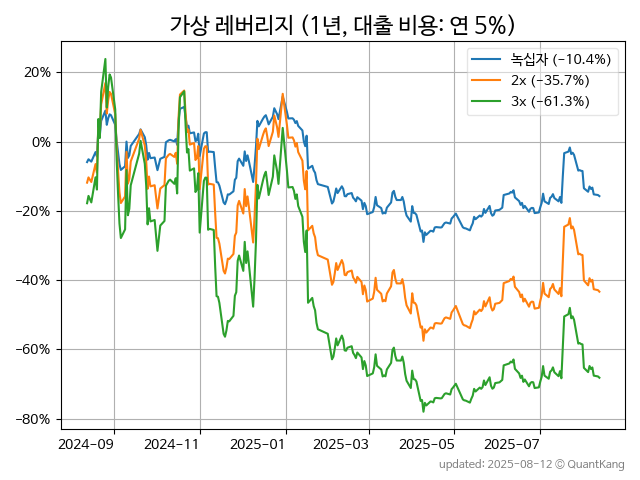 가상 레버리지 (1년, 대출 비용: 연 5%)
녹십자 (−10.4%)
2x (−35.7%)
3x (−61.3%)
20%
0%
−20%
−40%
−60%
−80%
2024-09 2024-11 2025-01 2025-03 2025-05 2025-07
updated: 2025-08-12 © QuantKang